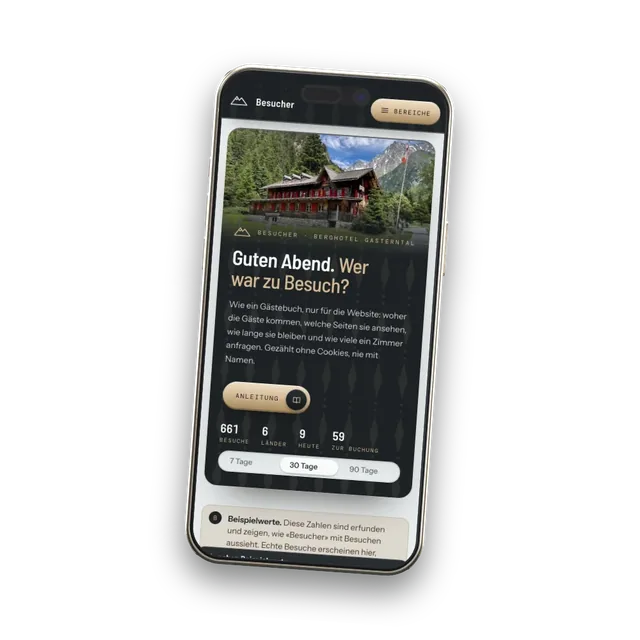 Besucher
BEREICHE
BESUCHER · BERGHOTEL GASTERNTAL
Guten Abend. Wer
war zu Besuch?
Wie ein Gästebuch, nur für die Website: woher
die Gäste kommen, welche Seiten sie ansehen,
wie lange sie bleiben und wie viele ein Zimmer
anfragen. Gezählt ohne Cookies, nie mit
Namen.
ANLEITUNG
661 6 9 59
BESUCHE LÄNDER HEUTE ZUR BUCHUNG
7 Tage 30 Tage 90 Tage
Beispielwerte. Diese Zahlen sind erfunden
und zeigen, wie «Besucher» mit Besuchen
aussieht. Echte Besuche erscheinen hier,